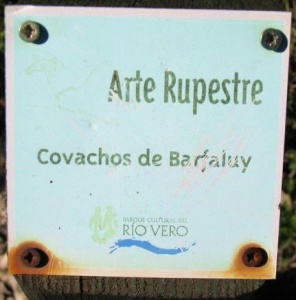 Arte Rupestre
Covachos de Barfaluy
PARQUE CULTURAL DEL
RÍO VERO